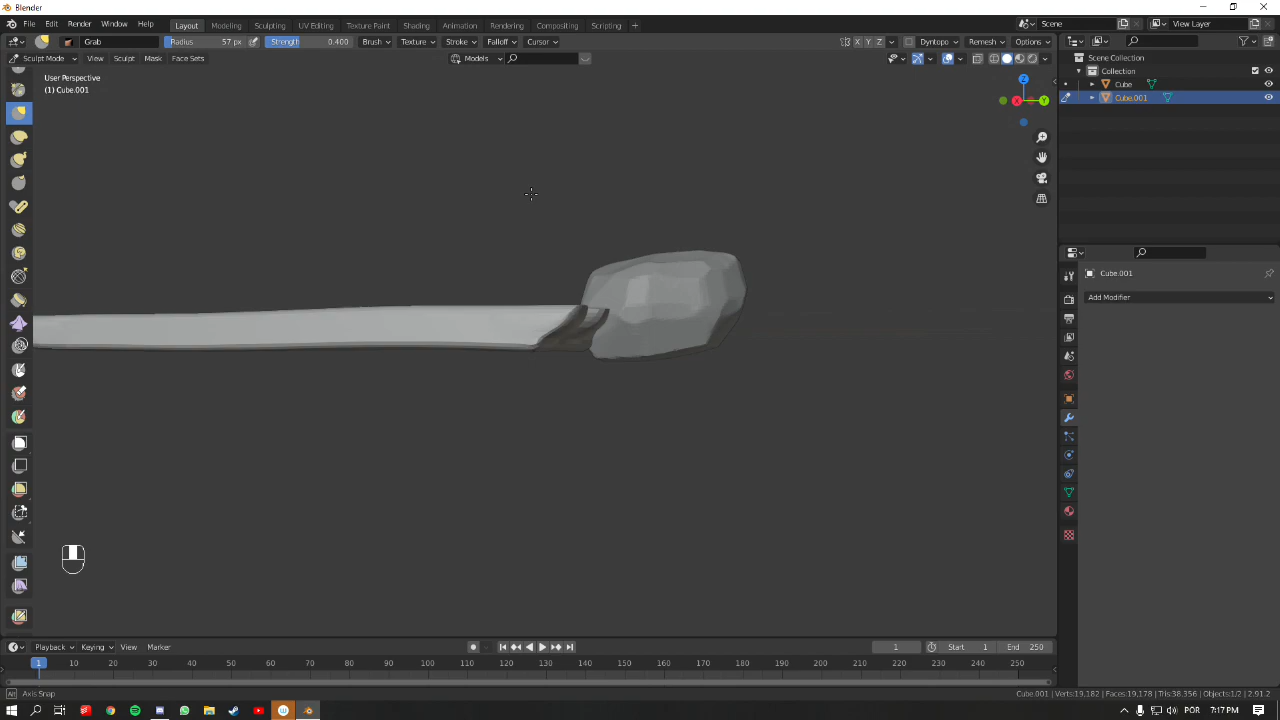 Blender
File Edit Render Window Help Layout Modeling Sculpting UV Editing Texture Paint Shading Animation Rendering Compositing Scripting + Scene View Layer
Grab Radius 57 px Strength 0.400 Brush Texture Stroke Falloff Cursor X Y Z Dyntopo Remesh Options
Sculpt Mode View Sculpt Mask Face Sets Models
Scene Collection
Collection
Cube
Cube.001
User Perspective
(1) Cube.001
Z
X Y
Cube.001
Add Modifier
Playback Keying View Marker 1 Start 1 End 250
1 10 20 30 40 50 60 70 80 90 100 110 120 130 140 150 160 170 180 190 200 210 220 230 240 250
Alt Axis Snap Cube.001 | Verts:19,182 | Faces:19,178 | Tris:38,356 | Objects:1/2 | 2.91.2
POR 7:17 PM